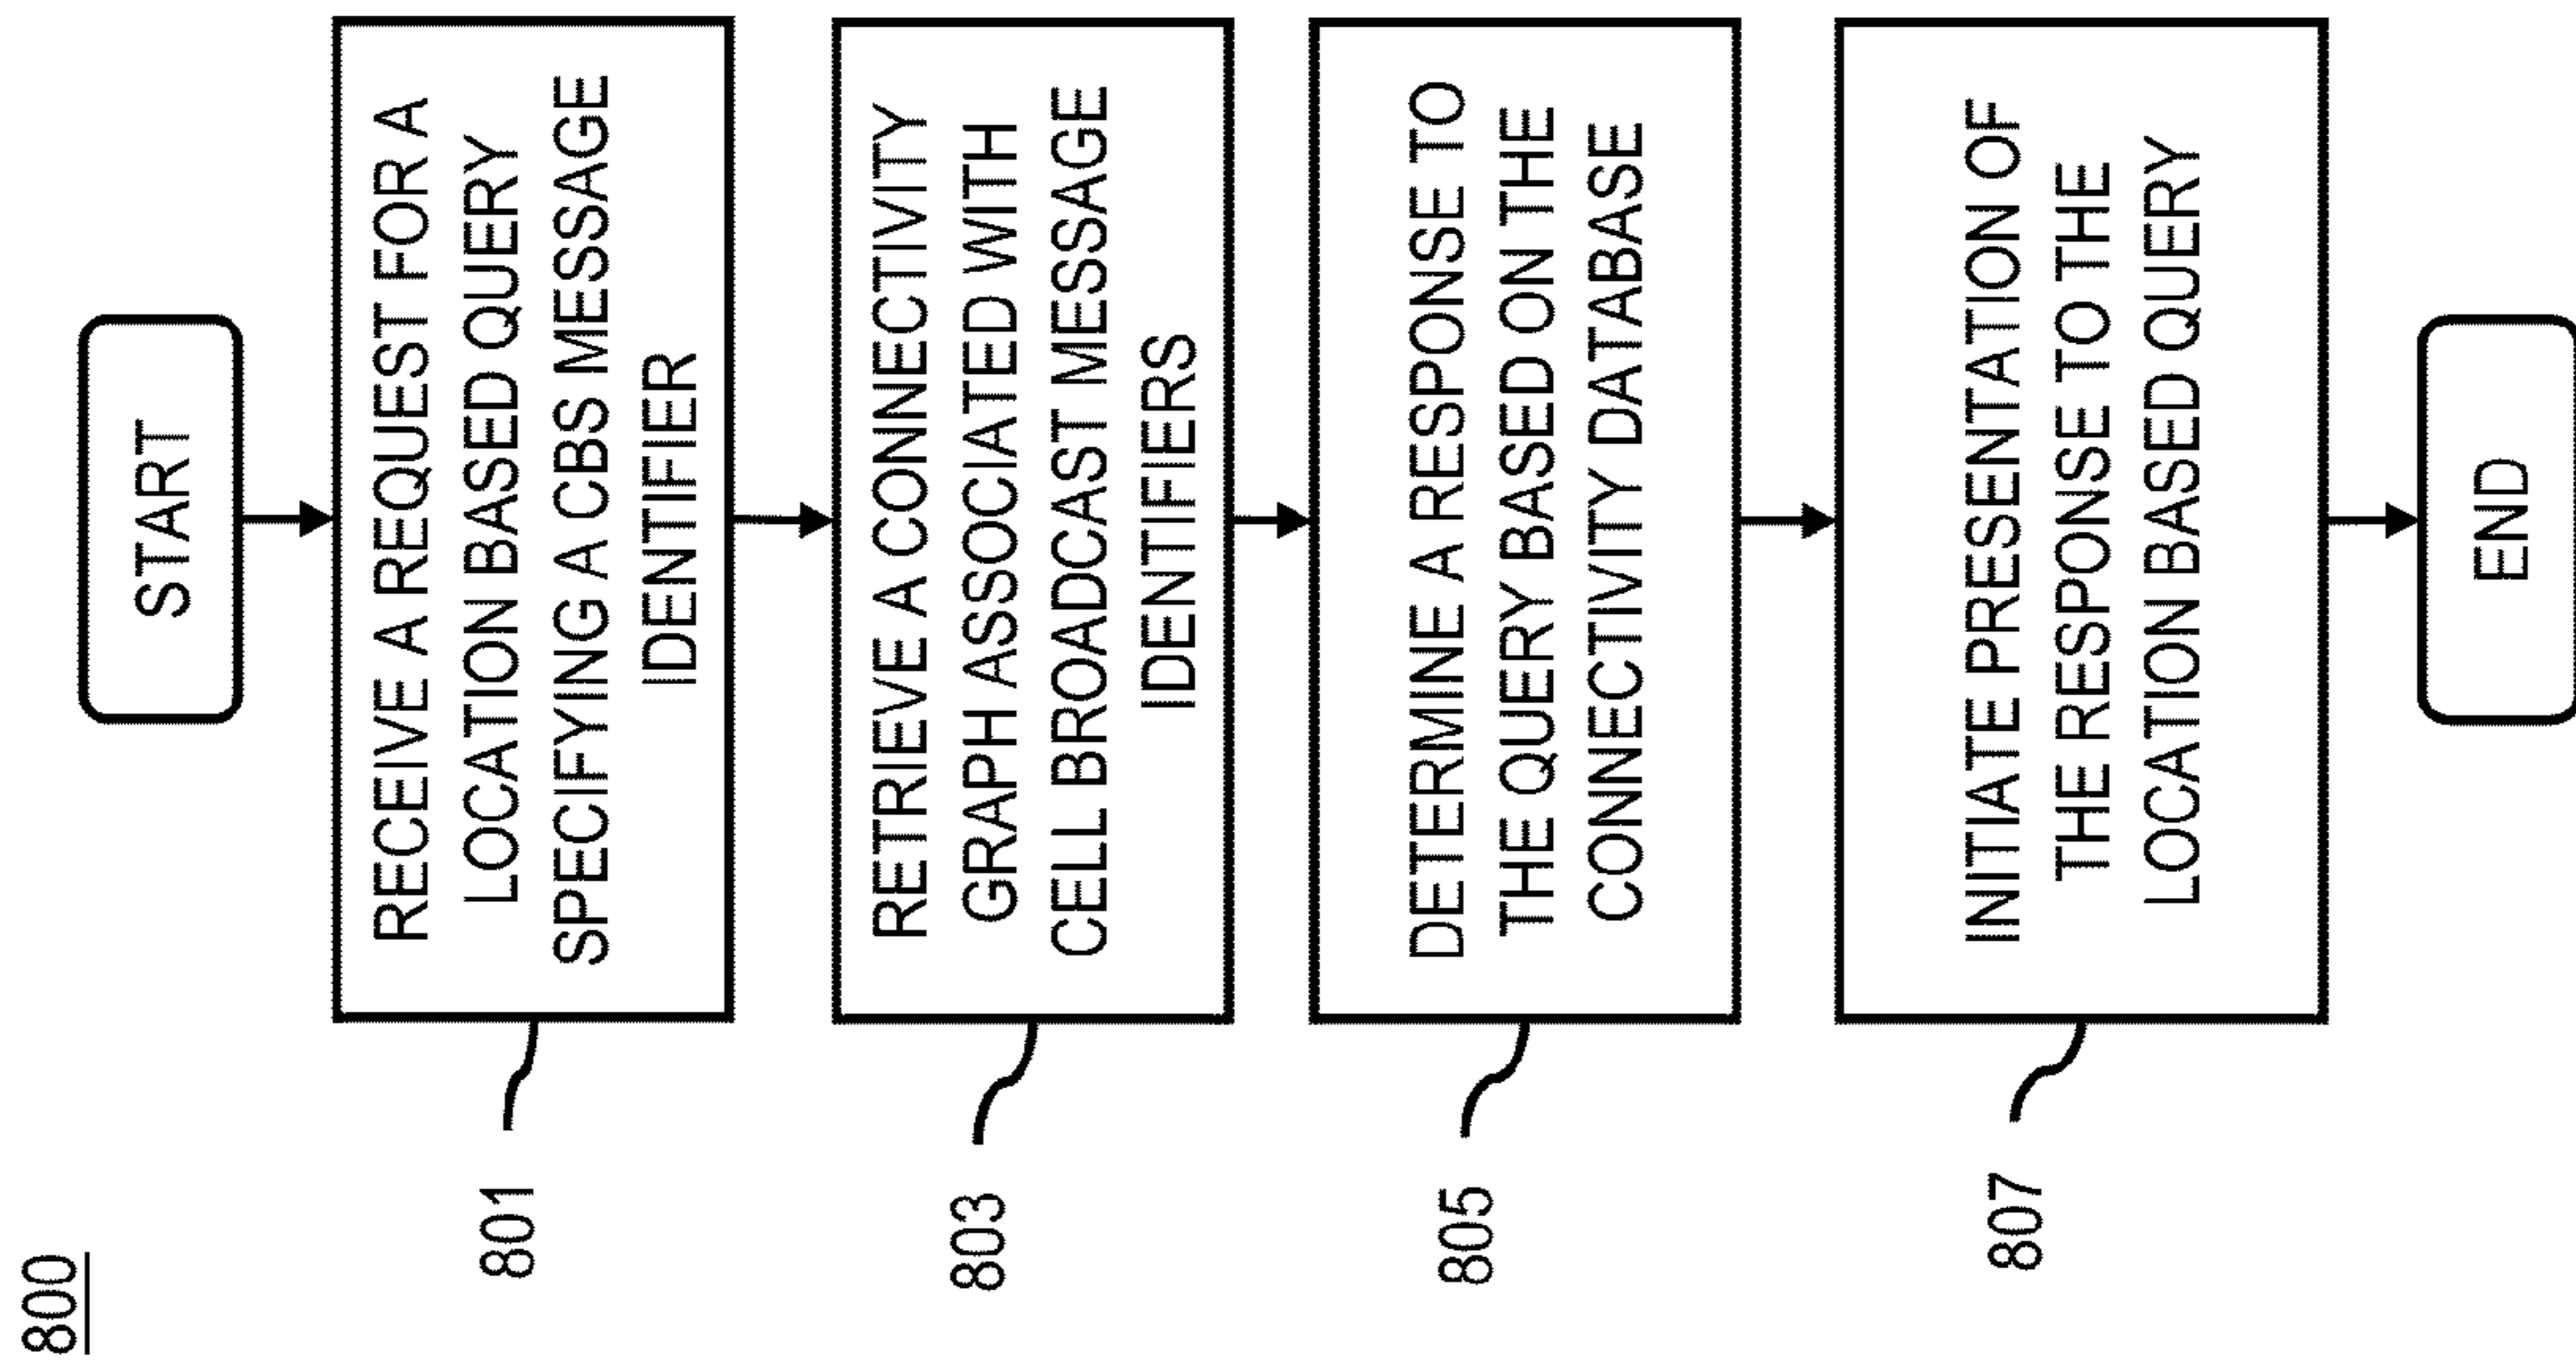 800
START
801
RECEIVE A REQUEST FOR A
LOCATION BASED QUERY
SPECIFYING A CBS MESSAGE
IDENTIFIER
803
RETRIEVE A CONNECTIVITY
GRAPH ASSOCIATED WITH
CELL BROADCAST MESSAGE
IDENTIFIERS
805
DETERMINE A RESPONSE TO
THE QUERY BASED ON THE
CONNECTIVITY DATABASE
807
INITIATE PRESENTATION OF
THE RESPONSE TO THE
LOCATION BASED QUERY
END